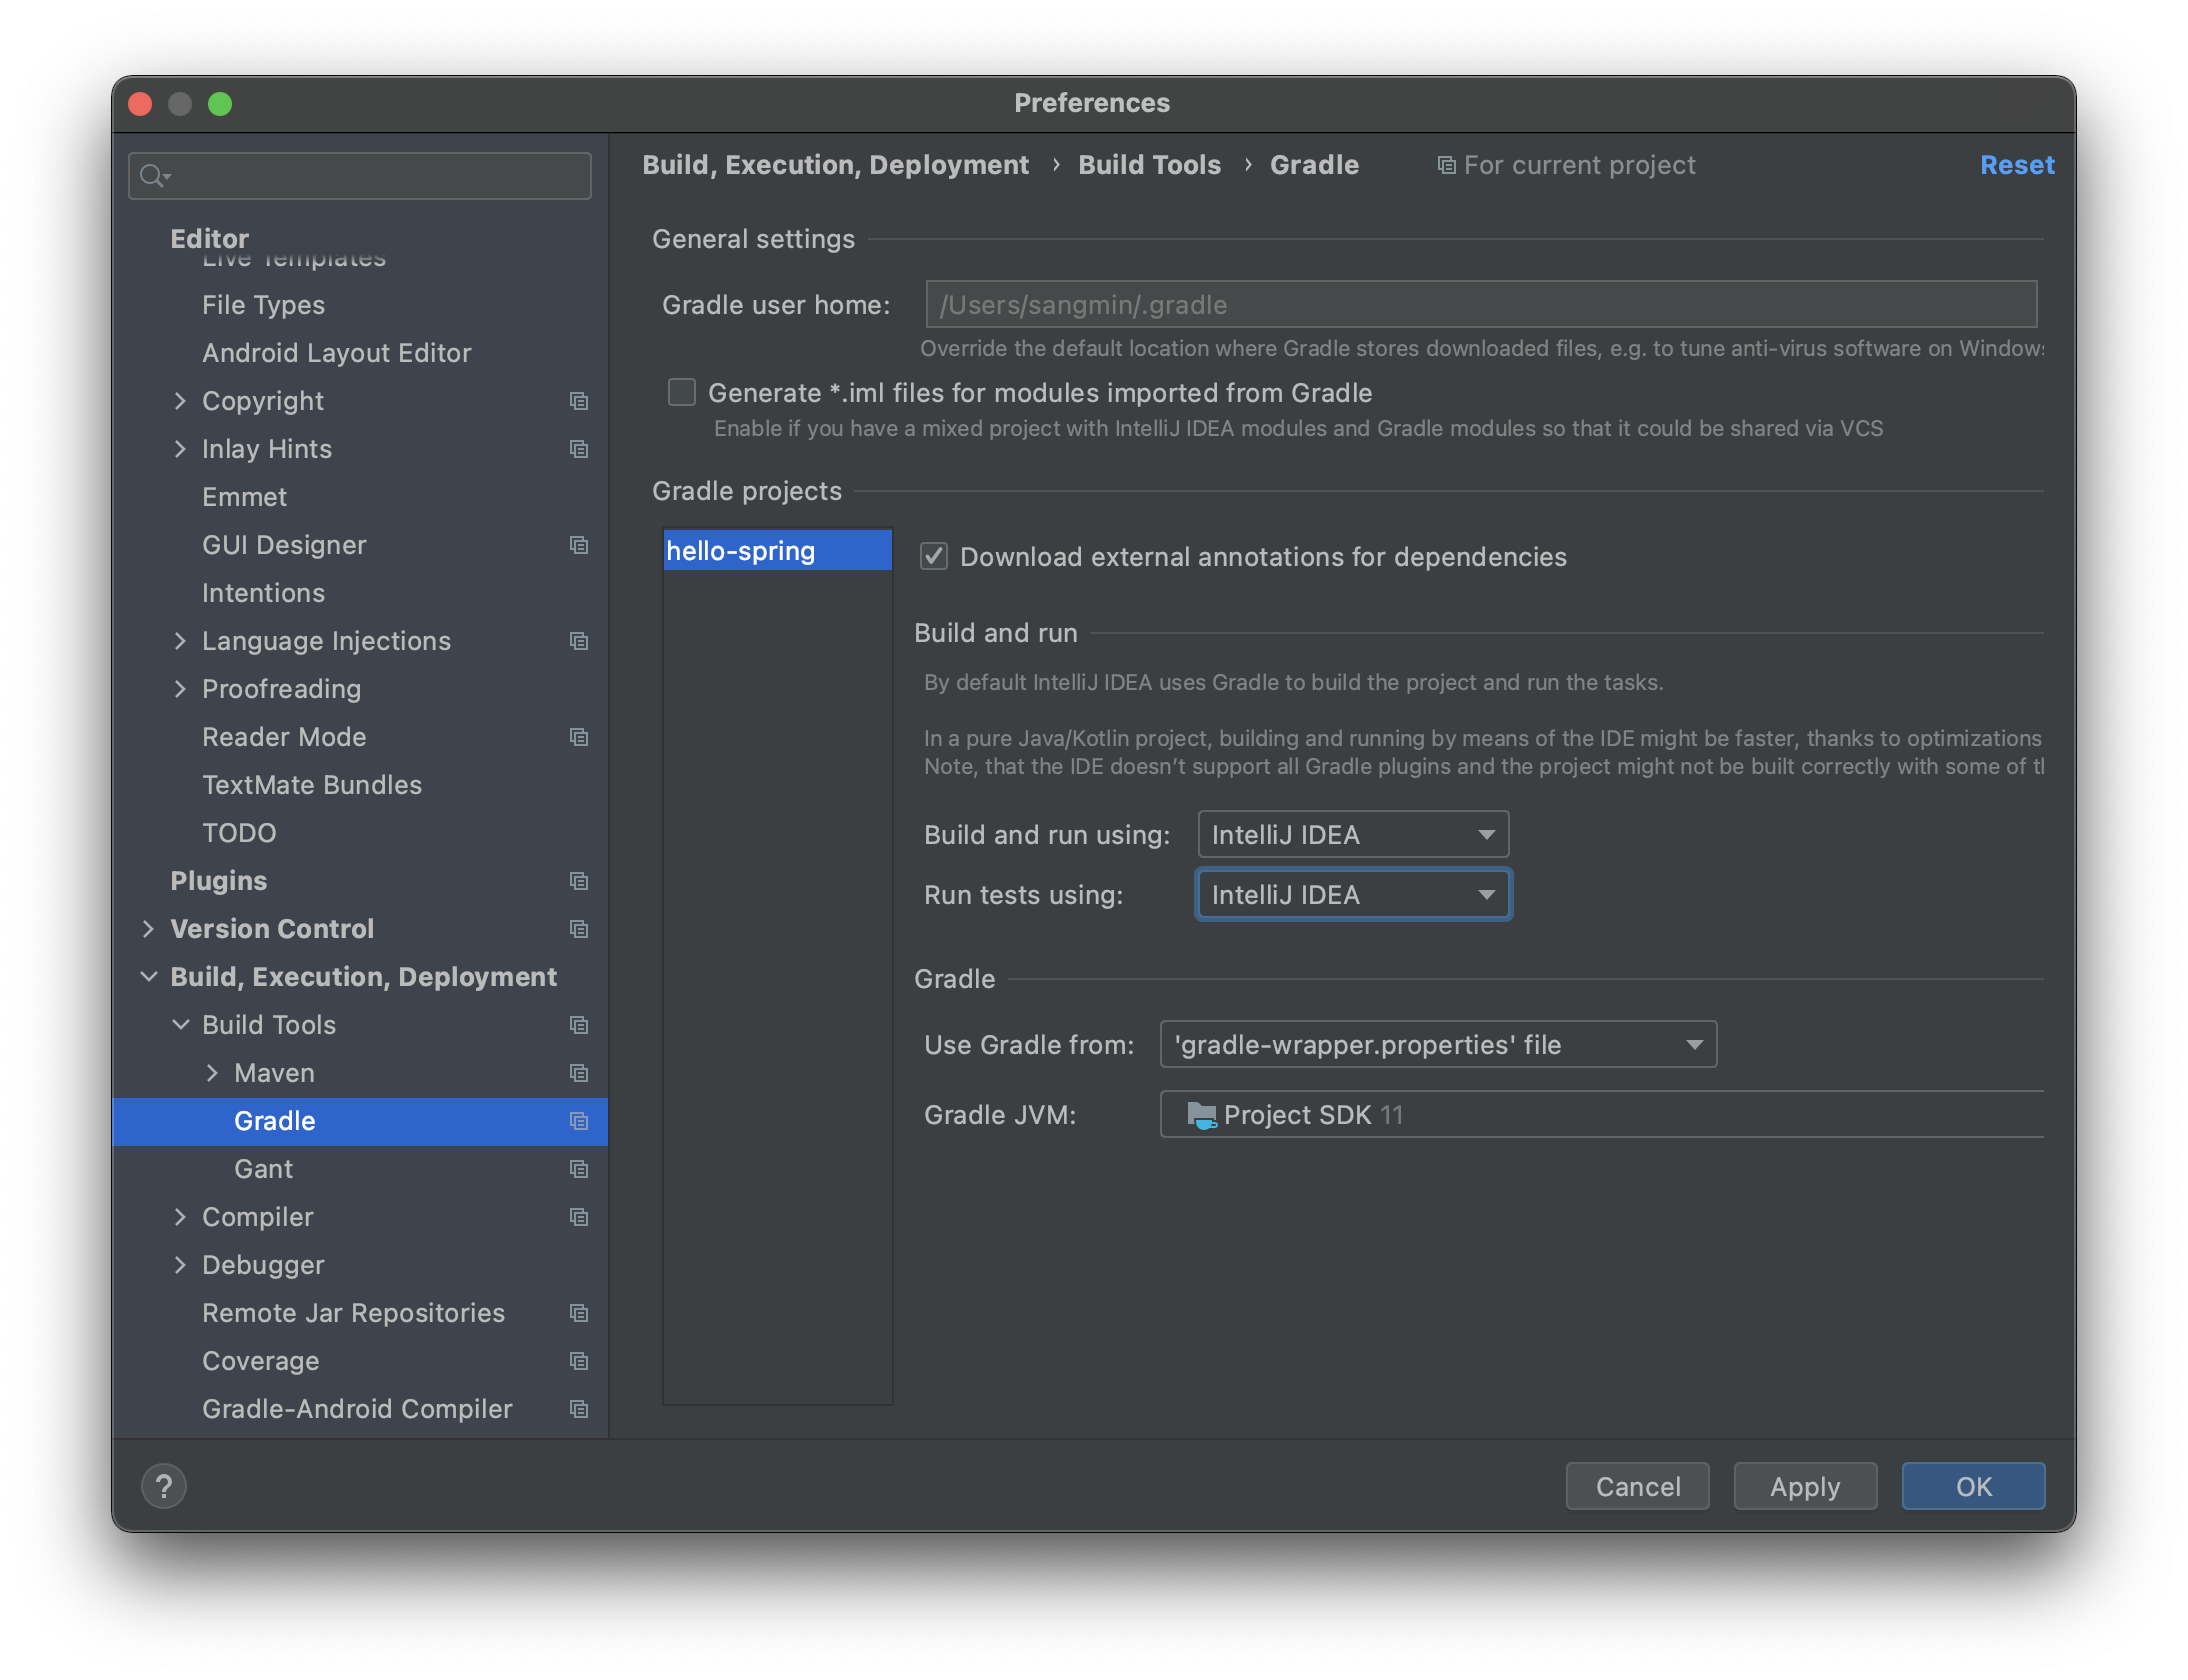 Preferences
Build, Execution, Deployment › Build Tools › Gradle For current project Reset
Editor
Live Templates
File Types
Android Layout Editor
Copyright
Inlay Hints
Emmet
GUI Designer
Intentions
Language Injections
Proofreading
Reader Mode
TextMate Bundles
TODO
Plugins
Version Control
Build, Execution, Deployment
Build Tools
Maven
Gradle
Gant
Compiler
Debugger
Remote Jar Repositories
Coverage
Gradle-Android Compiler
General settings
Gradle user home: /Users/sangmin/.gradle
Override the default location where Gradle stores downloaded files, e.g. to tune anti-virus software on Windows
Generate *.iml files for modules imported from Gradle
Enable if you have a mixed project with IntelliJ IDEA modules and Gradle modules so that it could be shared via VCS
Gradle projects
hello-spring
Download external annotations for dependencies
Build and run
By default IntelliJ IDEA uses Gradle to build the project and run the tasks.
In a pure Java/Kotlin project, building and running by means of the IDE might be faster, thanks to optimizations
Note, that the IDE doesn't support all Gradle plugins and the project might not be built correctly with some of
Build and run using: IntelliJ IDEA
Run tests using: IntelliJ IDEA
Gradle
Use Gradle from: 'gradle-wrapper.properties' file
Gradle JVM: Project SDK 11
?
Cancel
Apply
OK